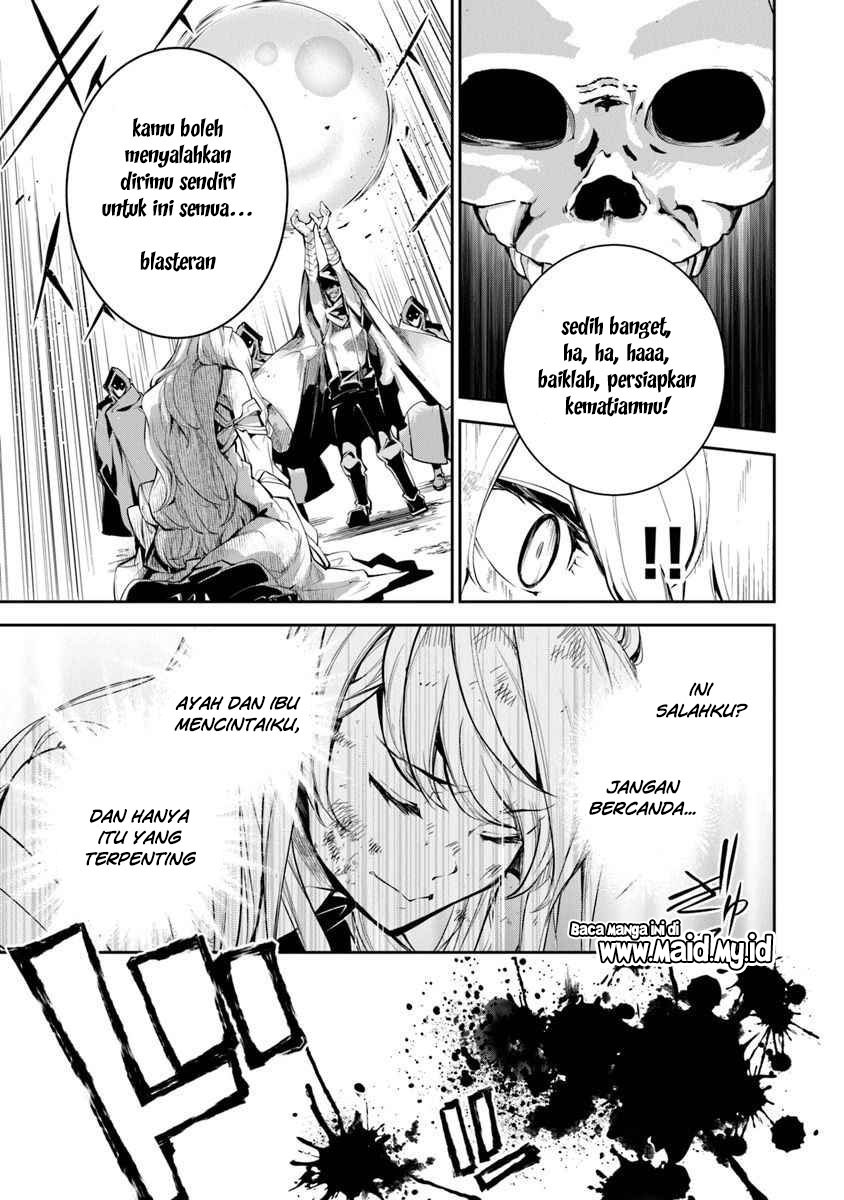 sedih banget,
ha, ha, haaa,
baiklah, persiapkan
kematianmu!
!!
kamu boleh
menyalahkan
dirimu sendiri
untuk ini semua...
blasteran
INI
SALAHKU?
JANGAN
BERCANDA...
AYAH DAN IBU
MENCINTAIKU,
DAN HANYA
ITU YANG
TERPENTING
Baca Manga ini di
www.Maid.My.id